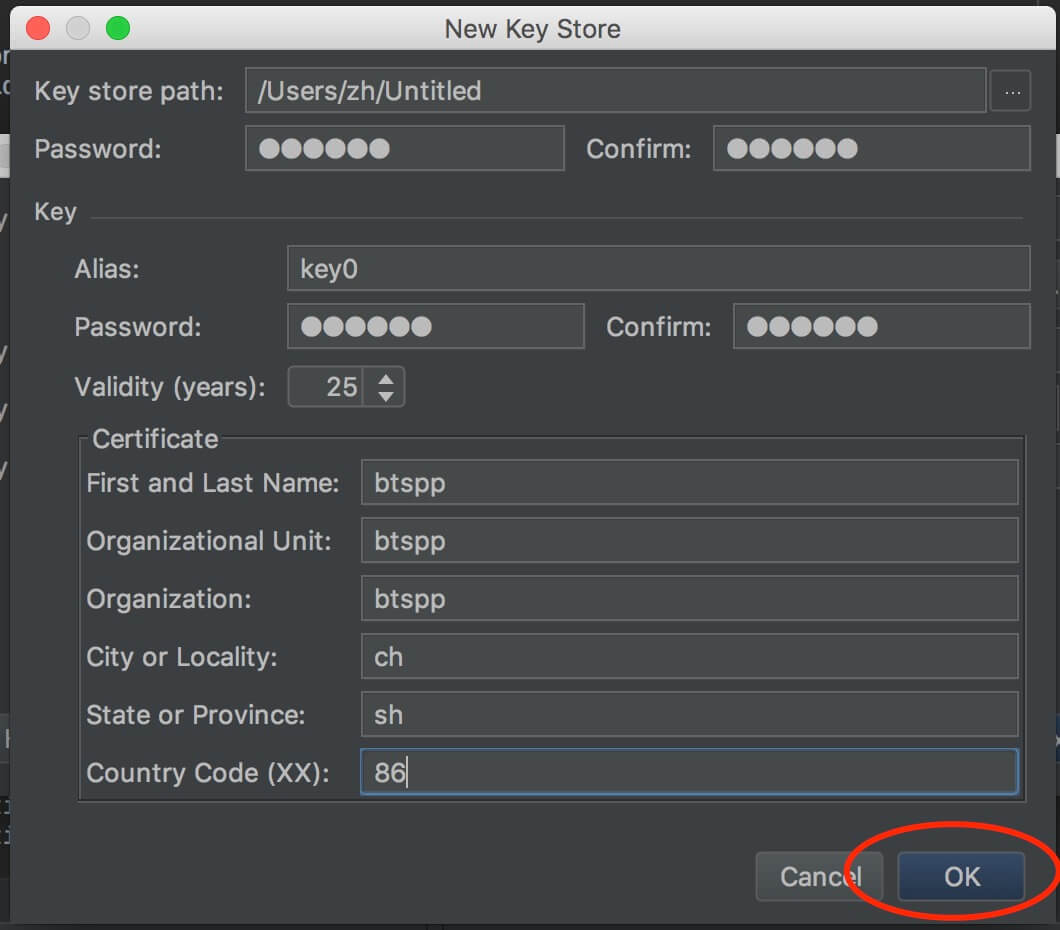 New Key Store
Key store path: /Users/zh/Untitled ...
Password: ●●●●●● Confirm: ●●●●●●
Key
Alias: key0
Password: ●●●●●● Confirm: ●●●●●●
Validity (years): 25
Certificate
First and Last Name: btspp
Organizational Unit: btspp
Organization: btspp
City or Locality: ch
State or Province: sh
Country Code (XX): 86
Cancel OK